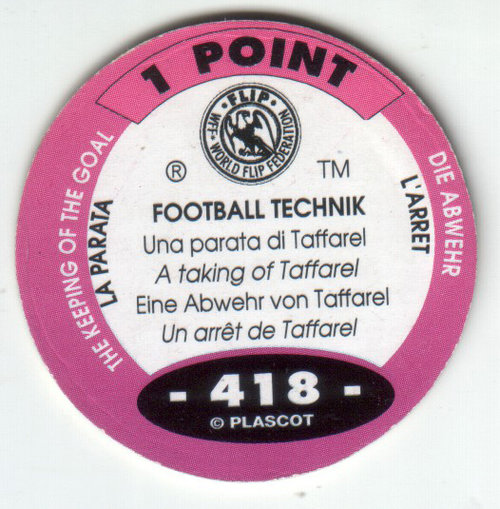 1 POINT
• FLIP •
WFF • WORLD FLIP FEDERATION
® TM
FOOTBALL TECHNIK
Una parata di Taffarel
A taking of Taffarel
Eine Abwehr von Taffarel
Un arrêt de Taffarel
THE KEEPING OF THE GOAL
LA PARATA
DIE ABWEHR
L'ARRET
- 418 -
© PLASCOT